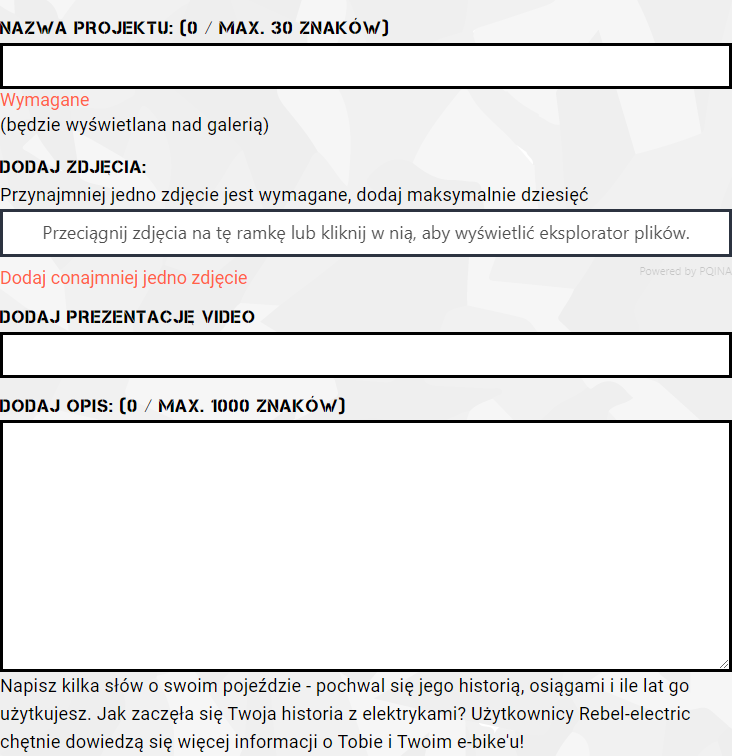 NAZWA PROJEKTU: (0 / MAX. 30 ZNAKÓW)
Wymagane
(będzie wyświetlana nad galerią)
DODAJ ZDJĘCIA:
Przynajmniej jedno zdjęcie jest wymagane, dodaj maksymalnie dziesięć
Przeciągnij zdjęcia na tę ramkę lub kliknij w nią, aby wyświetlić eksplorator plików.
Powered by PQINA
Dodaj conajmniej jedno zdjęcie
DODAJ PREZENTACJĘ VIDEO
DODAJ OPIS: (0 / MAX. 1000 ZNAKÓW)
Napisz kilka słów o swoim pojeździe - pochwal się jego historią, osiągami i ile lat go
użytkujesz. Jak zaczęła się Twoja historia z elektrykami? Użytkownicy Rebel-electric
chętnie dowiedzą się więcej informacji o Tobie i Twoim e-bike'u!